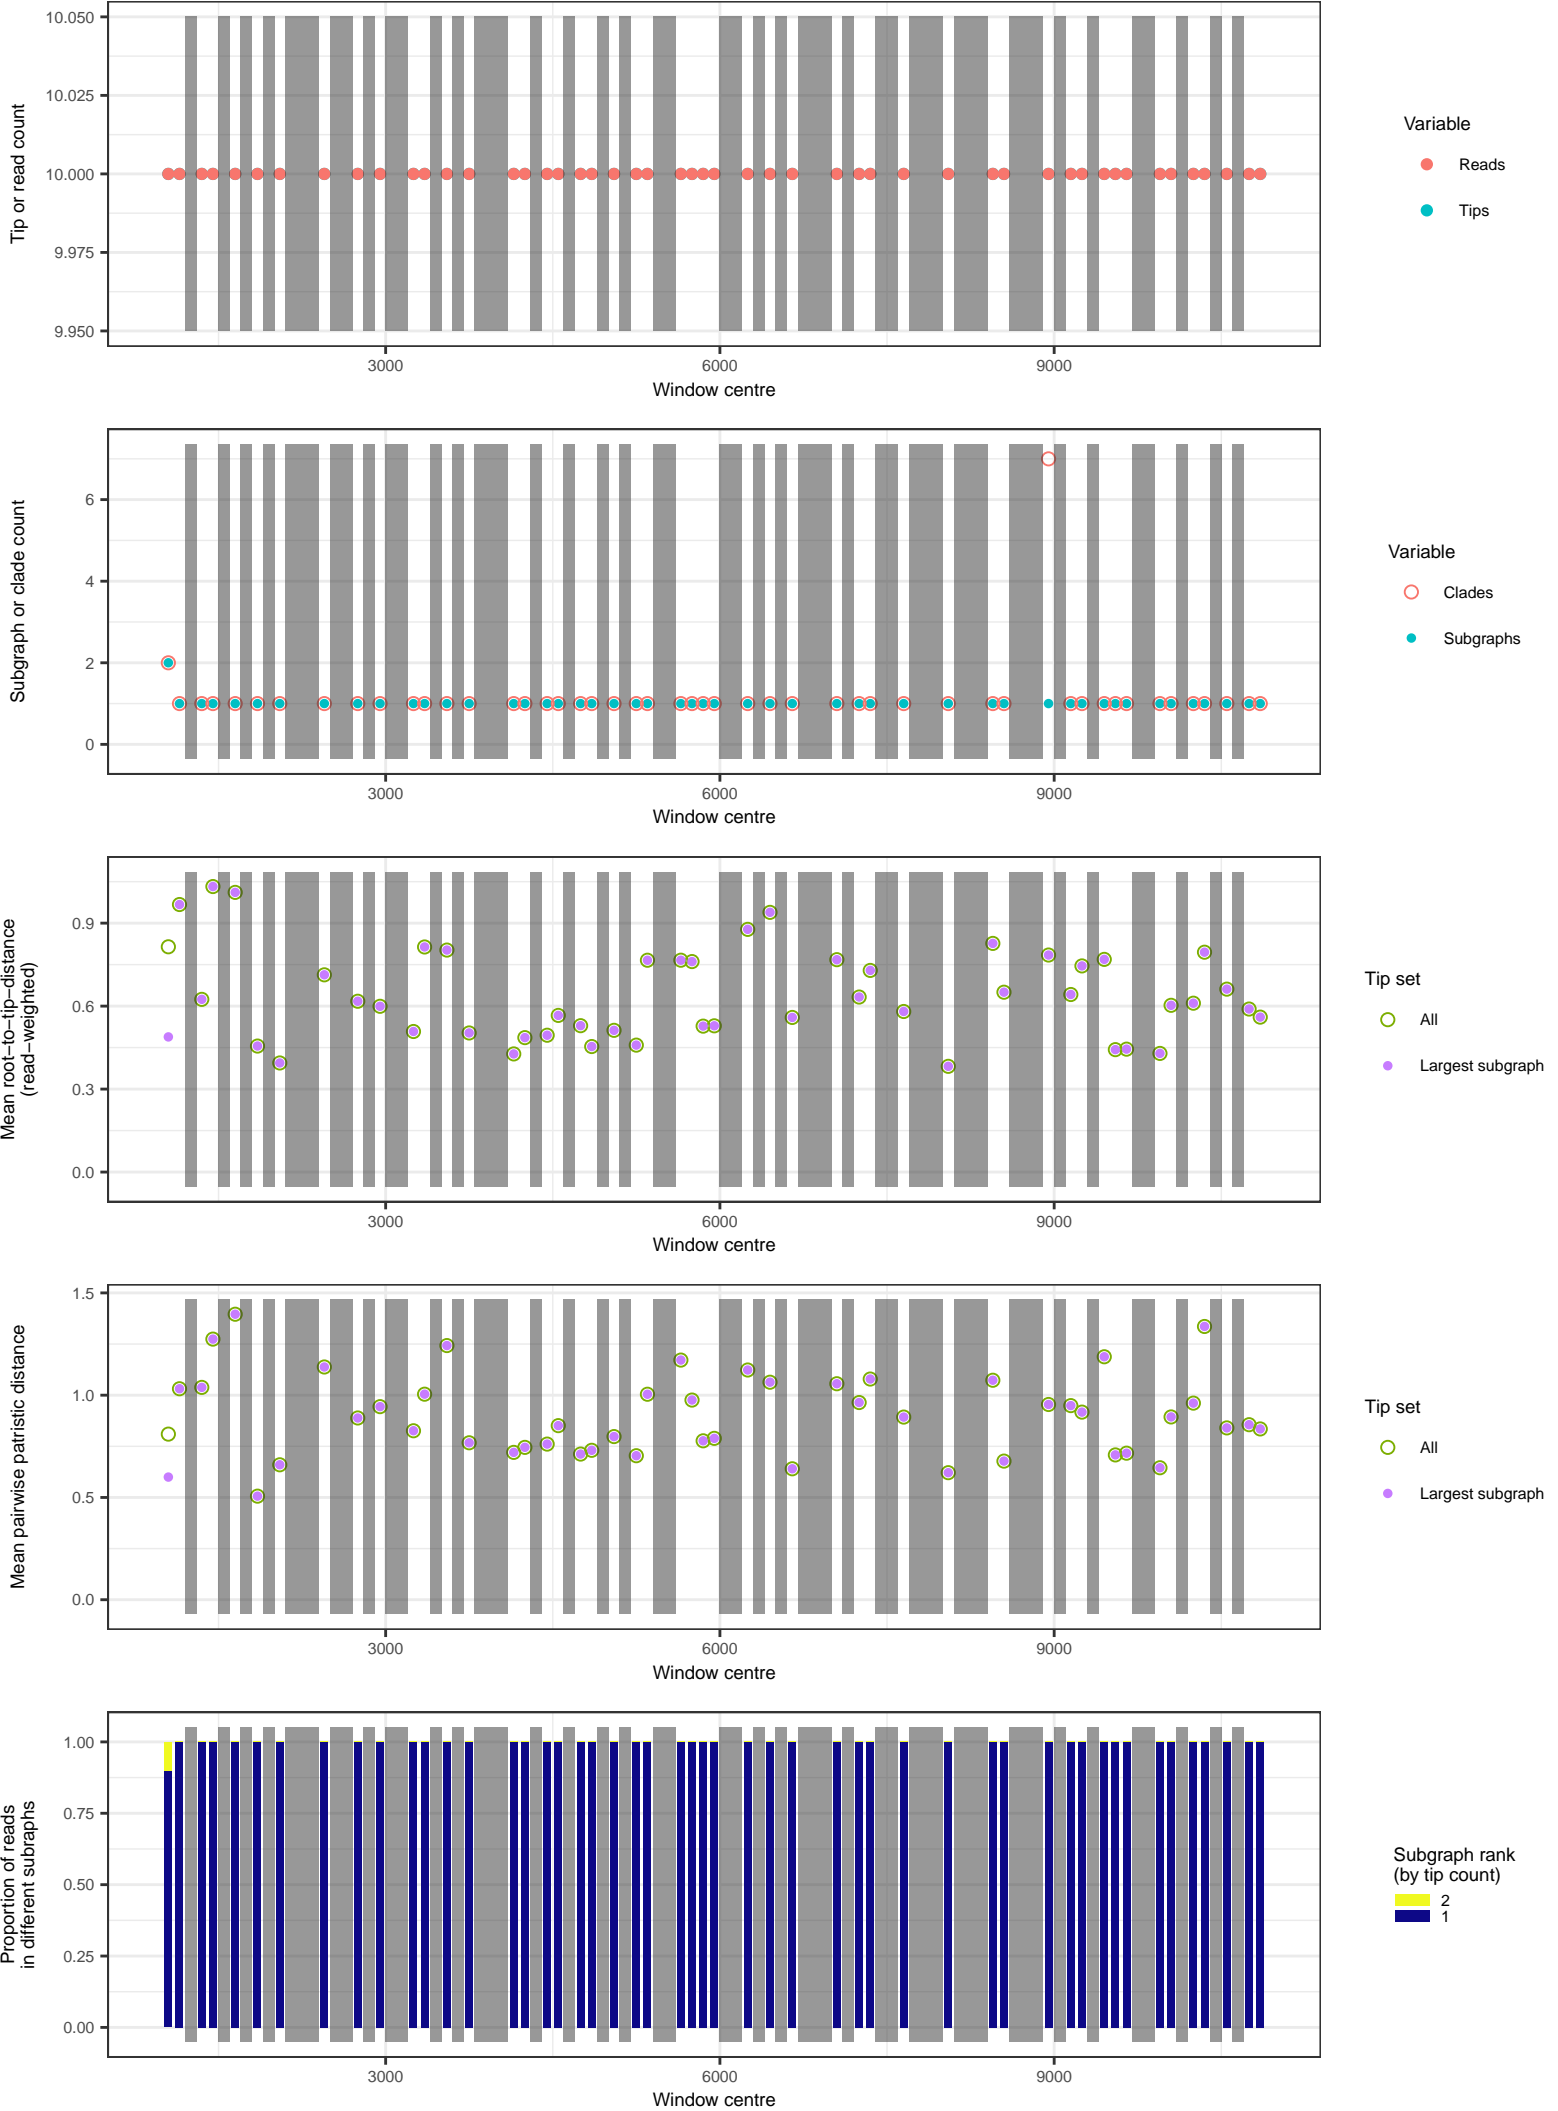 10.050
10.025
10.000
9.975
9.950
Tip or read count
3000
6000
9000
Window centre
Variable
Reads
Tips
6
4
2
0
Subgraph or clade count
3000
6000
9000
Window centre
Variable
Clades
Subgraphs
0.9
0.6
0.3
0.0
Mean root−to−tip−distance
(read−weighted)
3000
6000
9000
Window centre
Tip set
All
Largest subgraph
1.5
1.0
0.5
0.0
Mean pairwise patristic distance
3000
6000
9000
Window centre
Tip set
All
Largest subgraph
1.00
0.75
0.50
0.25
0.00
Proportion of reads
in different subraphs
3000
6000
9000
Window centre
Subgraph rank
(by tip count)
2
1